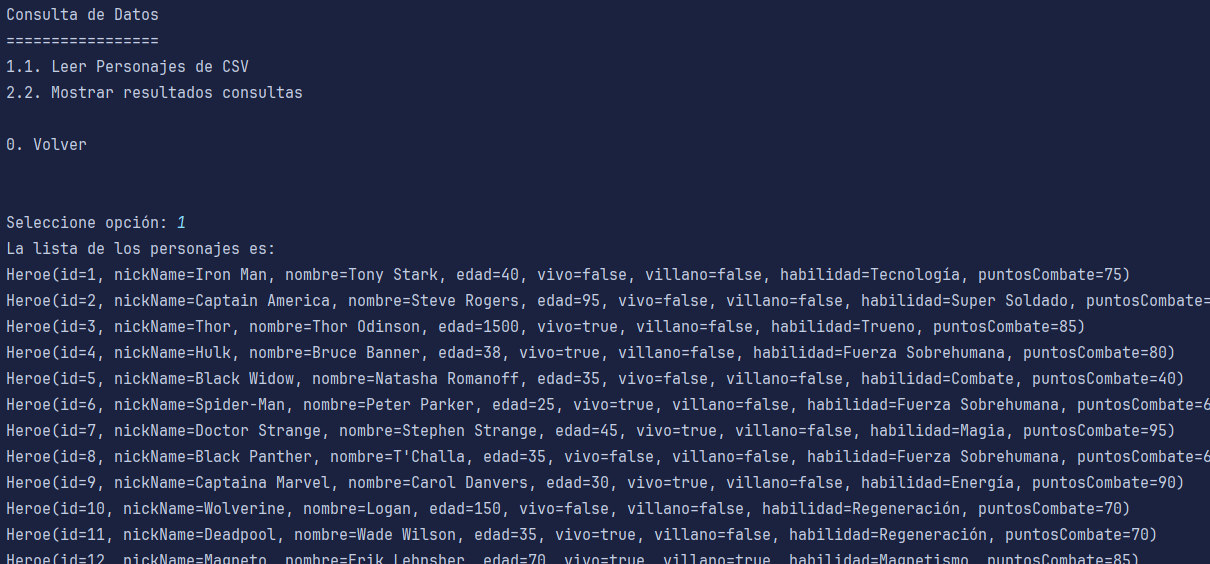 Consulta de Datos
=================
1.1. Leer Personajes de CSV
2.2. Mostrar resultados consultas
0. Volver
Seleccione opción: 1
La lista de los personajes es:
Heroe(id=1, nickName=Iron Man, nombre=Tony Stark, edad=40, vivo=false, villano=false, habilidad=Tecnología, puntosCombate=75)
Heroe(id=2, nickName=Captain America, nombre=Steve Rogers, edad=95, vivo=false, villano=false, habilidad=Super Soldado, puntosCombate=
Heroe(id=3, nickName=Thor, nombre=Thor Odinson, edad=1500, vivo=true, villano=false, habilidad=Trueno, puntosCombate=85)
Heroe(id=4, nickName=Hulk, nombre=Bruce Banner, edad=38, vivo=true, villano=false, habilidad=Fuerza Sobrehumana, puntosCombate=80)
Heroe(id=5, nickName=Black Widow, nombre=Natasha Romanoff, edad=35, vivo=false, villano=false, habilidad=Combate, puntosCombate=40)
Heroe(id=6, nickName=Spider-Man, nombre=Peter Parker, edad=25, vivo=true, villano=false, habilidad=Fuerza Sobrehumana, puntosCombate=6
Heroe(id=7, nickName=Doctor Strange, nombre=Stephen Strange, edad=45, vivo=true, villano=false, habilidad=Magia, puntosCombate=95)
Heroe(id=8, nickName=Black Panther, nombre=T'Challa, edad=35, vivo=false, villano=false, habilidad=Fuerza Sobrehumana, puntosCombate=6
Heroe(id=9, nickName=Captaina Marvel, nombre=Carol Danvers, edad=30, vivo=true, villano=false, habilidad=Energía, puntosCombate=90)
Heroe(id=10, nickName=Wolverine, nombre=Logan, edad=150, vivo=false, villano=false, habilidad=Regeneración, puntosCombate=70)
Heroe(id=11, nickName=Deadpool, nombre=Wade Wilson, edad=35, vivo=true, villano=false, habilidad=Regeneración, puntosCombate=70)
Heroe(id=12, nickName=Magneto, nombre=Erik Lehnsher, edad=70, vivo=true, villano=true, habilidad=Magnetismo, puntosCombate=85)